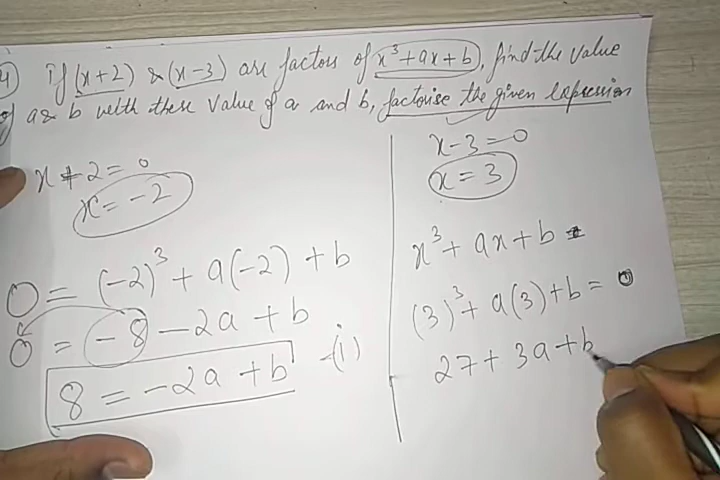 4) If (x+2) & (x-3) are factors of x³+ax+b, find the value
of a & b with these value of a and b, factorise the given expression
x+2=0
x=-2
0= (-2)³ + a(-2) + b
0 = -8 - 2a + b
8 = -2a + b -(i)
x-3=0
x=3
x³+ ax+b =
(3)³ + a(3)+b = 0
27+ 3a+b